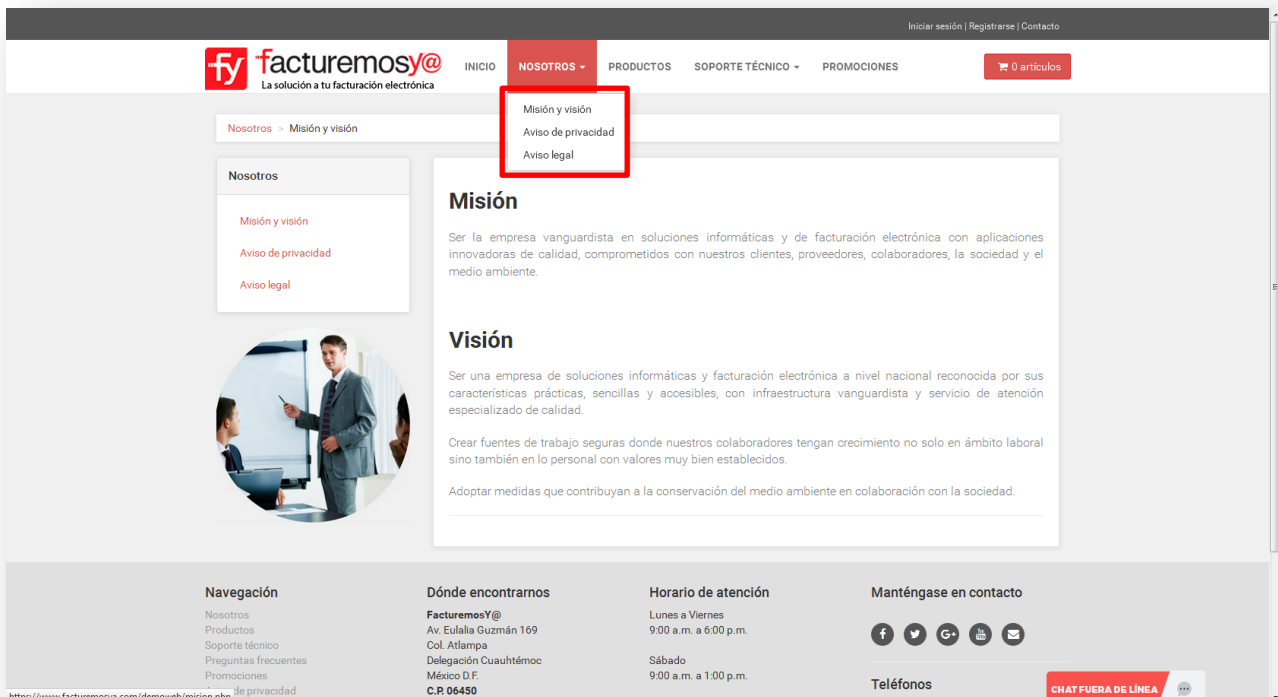 Iniciar sesión | Registrarse | Contacto
fy facturemosy@
La solución a tu facturación electrónica
INICIO NOSOTROS PRODUCTOS SOPORTE TÉCNICO PROMOCIONES 0 artículos
Misión y visión
Aviso de privacidad
Aviso legal
Nosotros > Misión y visión
Nosotros
Misión y visión
Aviso de privacidad
Aviso legal
Misión
Ser la empresa vanguardista en soluciones informáticas y de facturación electrónica con aplicaciones
innovadoras de calidad, comprometidos con nuestros clientes, proveedores, colaboradores, la sociedad y el
medio ambiente.
Visión
Ser una empresa de soluciones informáticas y facturación electrónica a nivel nacional reconocida por sus
características prácticas, sencillas y accesibles, con infraestructura vanguardista y servicio de atención
especializado de calidad.
Crear fuentes de trabajo seguras donde nuestros colaboradores tengan crecimiento no solo en ámbito laboral
sino también en lo personal con valores muy bien establecidos.
Adoptar medidas que contribuyan a la conservación del medio ambiente en colaboración con la sociedad.
Navegación
Nosotros
Productos
Soporte técnico
Preguntas frecuentes
Promociones
de privacidad
Dónde encontrarnos
FacturemosY@
Av. Eulalia Guzmán 169
Col. Atlampa
Delegación Cuauhtémoc
México D.F.
C.P. 06450
Horario de atención
Lunes a Viernes
9:00 a.m. a 6:00 p.m.
Sábado
9:00 a.m. a 1:00 p.m.
Manténgase en contacto
Teléfonos
CHAT FUERA DE LÍNEA
https://www.facturemosya.com/demoweb/mision.php